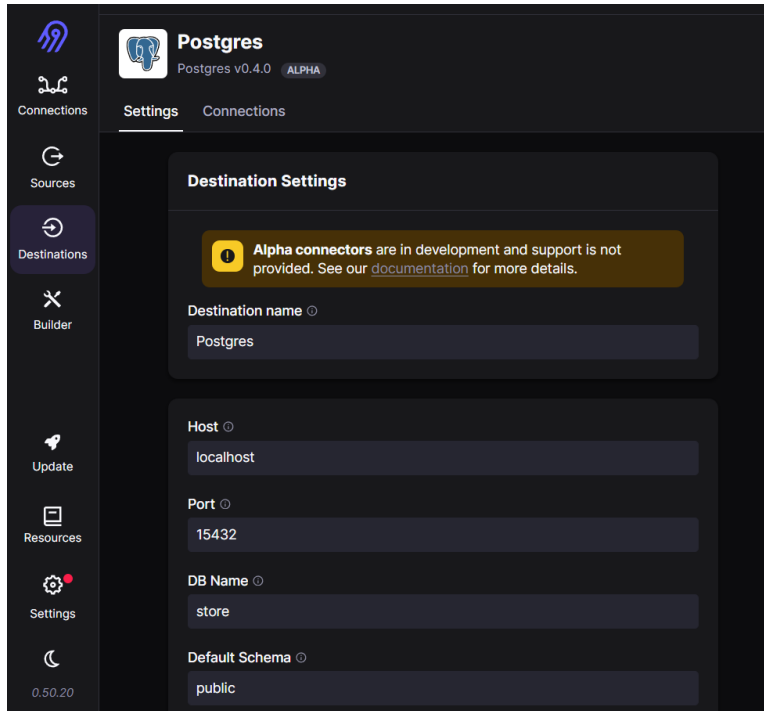 Postgres
Postgres v0.4.0 ALPHA
Connections
Settings Connections
Sources
Destination Settings
Destinations
Alpha connectors are in development and support is not
provided. See our documentation for more details.
Builder
Destination name
Postgres
Host
localhost
Update
Port
15432
Resources
DB Name
store
Settings
Default Schema
public
0.50.20